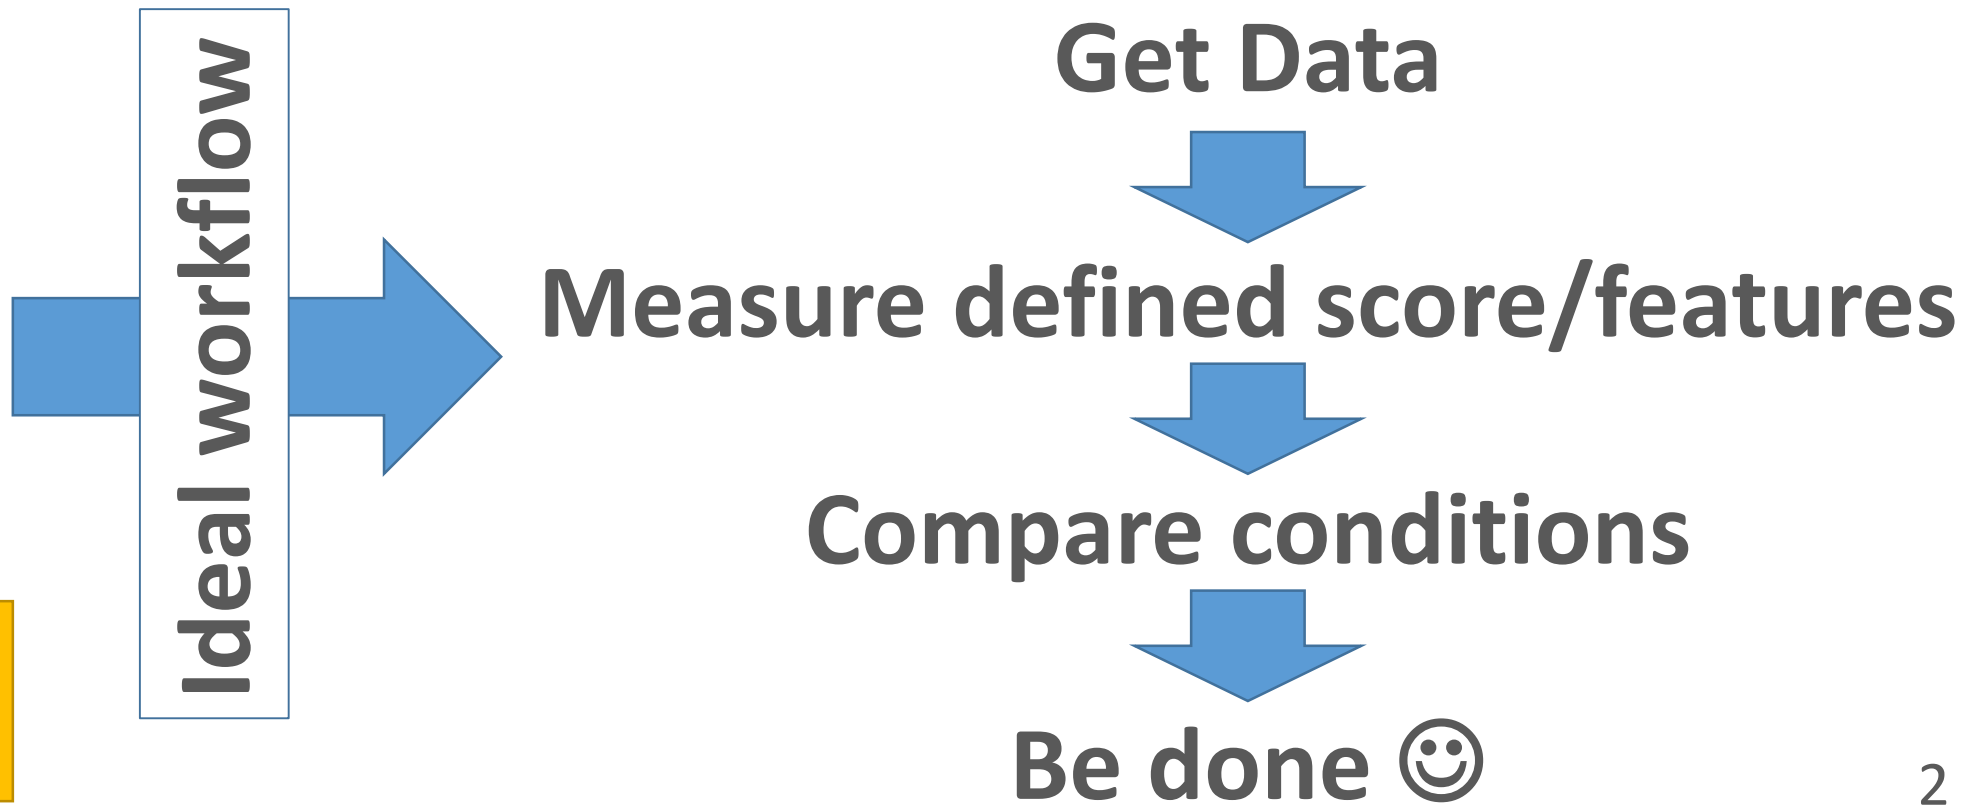 Ideal workflow
Get Data
Measure defined score/features
Compare conditions
Be done ☺
2